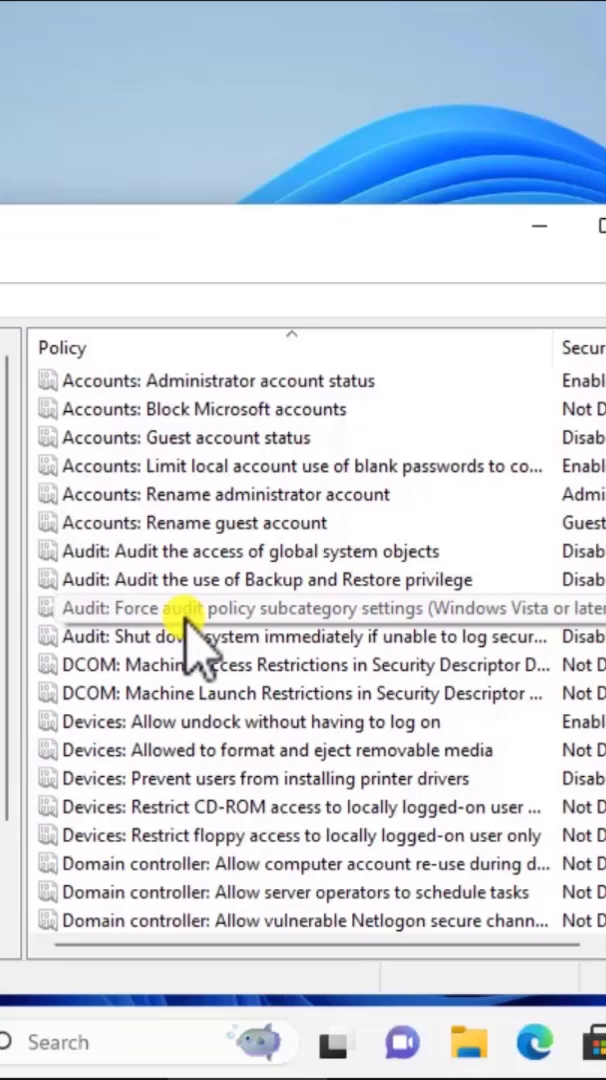 Policy Secur
Accounts: Administrator account status Enabl
Accounts: Block Microsoft accounts Not D
Accounts: Guest account status Disab
Accounts: Limit local account use of blank passwords to co... Enabl
Accounts: Rename administrator account Admi
Accounts: Rename guest account Guest
Audit: Audit the access of global system objects Disab
Audit: Audit the use of Backup and Restore privilege Disab
Audit: Force audit policy subcategory settings (Windows Vista or later
Audit: Shut down system immediately if unable to log secur... Disab
DCOM: Machine Access Restrictions in Security Descriptor D... Not D
DCOM: Machine Launch Restrictions in Security Descriptor ... Not D
Devices: Allow undock without having to log on Enabl
Devices: Allowed to format and eject removable media Not D
Devices: Prevent users from installing printer drivers Disab
Devices: Restrict CD-ROM access to locally logged-on user ... Not D
Devices: Restrict floppy access to locally logged-on user only Not D
Domain controller: Allow computer account re-use during d... Not D
Domain controller: Allow server operators to schedule tasks Not D
Domain controller: Allow vulnerable Netlogon secure chann... Not D
Search